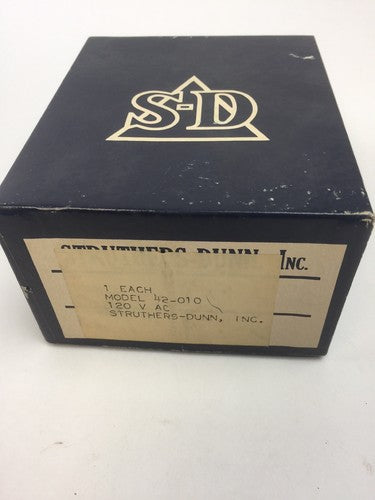 S-D
STRUTHERS-DUNN, INC.
1 EACH
MODEL 42-010
120 V AC
STRUTHERS-DUNN, INC.